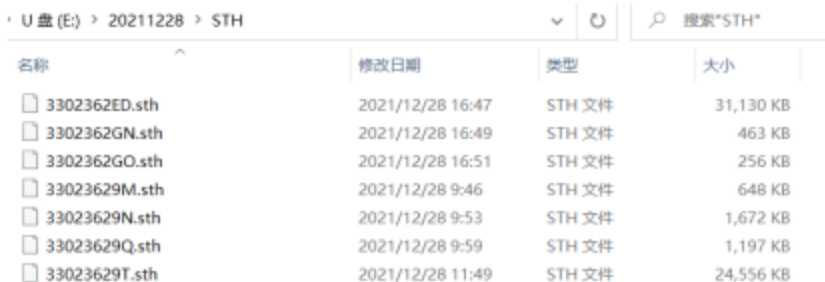 U 盘 (E:) > 20211228 > STH 搜索"STH"
名称 修改日期 类型 大小
3302362ED.sth 2021/12/28 16:47 STH 文件 31,130 KB
3302362GN.sth 2021/12/28 16:49 STH 文件 463 KB
3302362GO.sth 2021/12/28 16:51 STH 文件 256 KB
33023629M.sth 2021/12/28 9:46 STH 文件 648 KB
33023629N.sth 2021/12/28 9:53 STH 文件 1,672 KB
33023629Q.sth 2021/12/28 9:59 STH 文件 1,197 KB
33023629T.sth 2021/12/28 11:49 STH 文件 24,556 KB